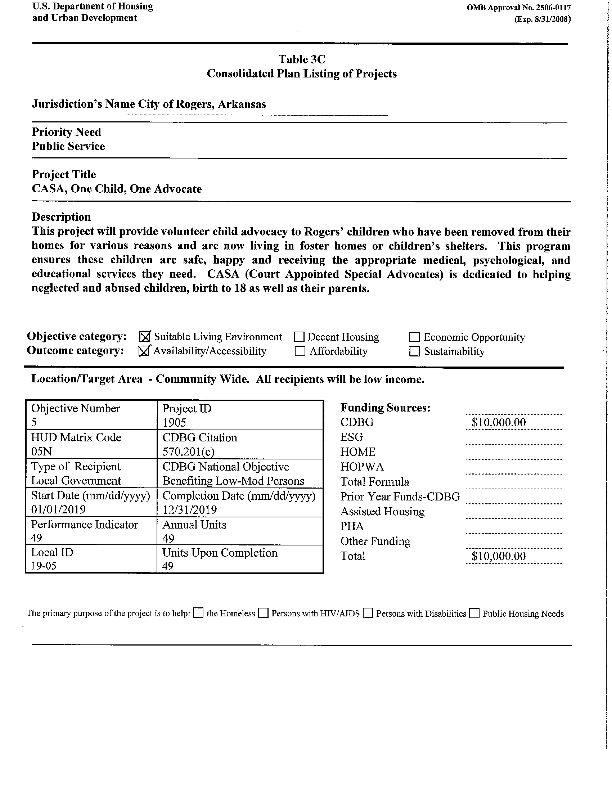 U.S. Department of Housing
and Urban Development
OMB Approval No. 2506-0117
(Exp. 8/31/2008)
Table 3C
Consolidated Plan Listing of Projects
Jurisdiction's Name City of Rogers, Arkansas
Priority Need
Public Service
Project Title
CASA, One Child, One Advocate
Description
This project will provide volunteer child advocacy to Rogers' children who have been removed from their
homes for various reasons and are now living in foster homes or children's shelters. This program
ensures these children are safe, happy and receiving the appropriate medical, psychological, and
educational services they need. CASA (Court Appointed Special Advocates) is dedicated to helping
neglected and abused children, birth to 18 as well as their parents.
Objective category: ☒ Suitable Living Environment ☐ Decent Housing ☐ Economic Opportunity
Outcome category: ☒ Availability/Accessibility ☐ Affordability ☐ Sustainability
Location/Target Area - Community Wide. All recipients will be low income.
Objective Number Project ID
5 1905
HUD Matrix Code CDBG Citation
05N 570.201(e)
Type of Recipient CDBG National Objective
Local Government Benefiting Low-Mod Persons
Start Date (mm/dd/yyyy) Completion Date (mm/dd/yyyy)
01/01/2019 12/31/2019
Performance Indicator Annual Units
49 49
Local ID Units Upon Completion
19-05 49
Funding Sources:
CDBG $10,000.00
ESG
HOME
HOPWA
Total Formula
Prior Year Funds-CDBG
Assisted Housing
PHA
Other Funding
Total $10,000.00
The primary purpose of the project is to help: ☐ the Homeless ☐ Persons with HIV/AIDS ☐ Persons with Disabilities ☐ Public Housing Needs